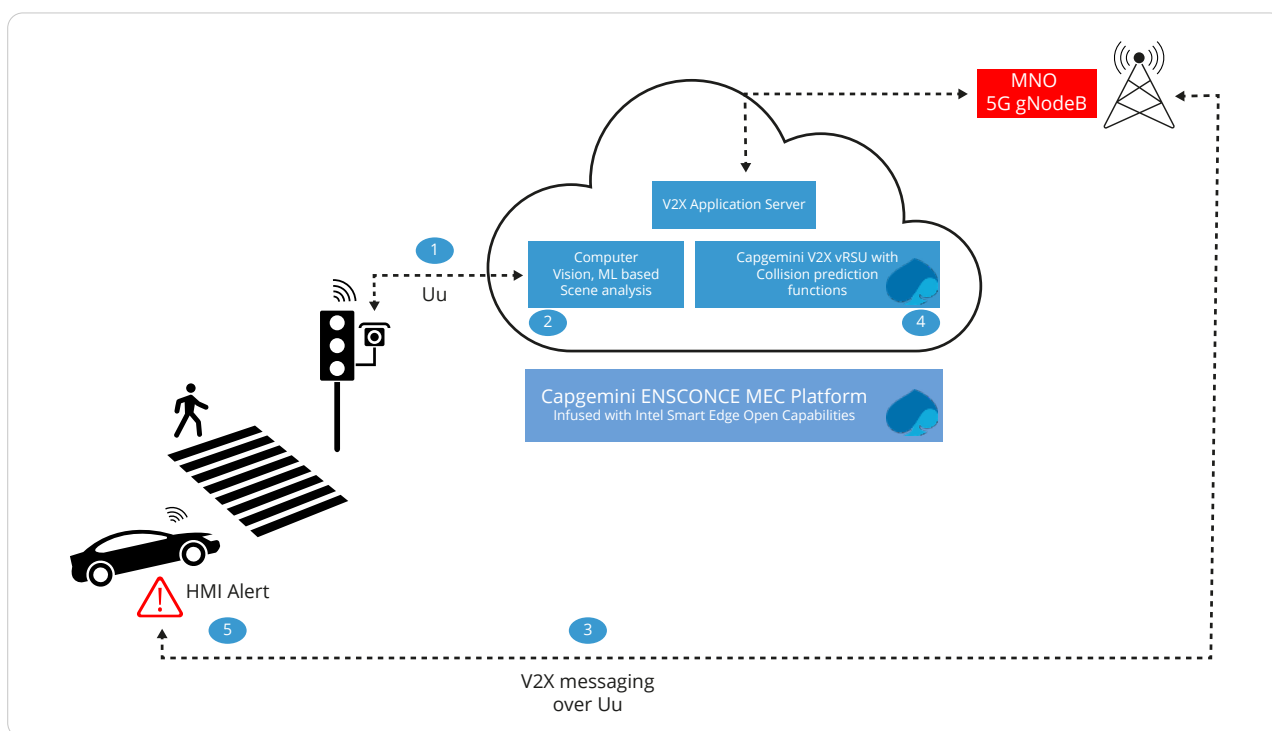 MNO
5G gNodeB
V2X Application Server
1
Uu
Computer
Vision, ML based
Scene analysis
Capgemini V2X vRSU with
Collision prediction
functions
2
4
Capgemini ENSCONCE MEC Platform
Infused with Intel Smart Edge Open Capabilities
HMI Alert
5
3
V2X messaging
over Uu